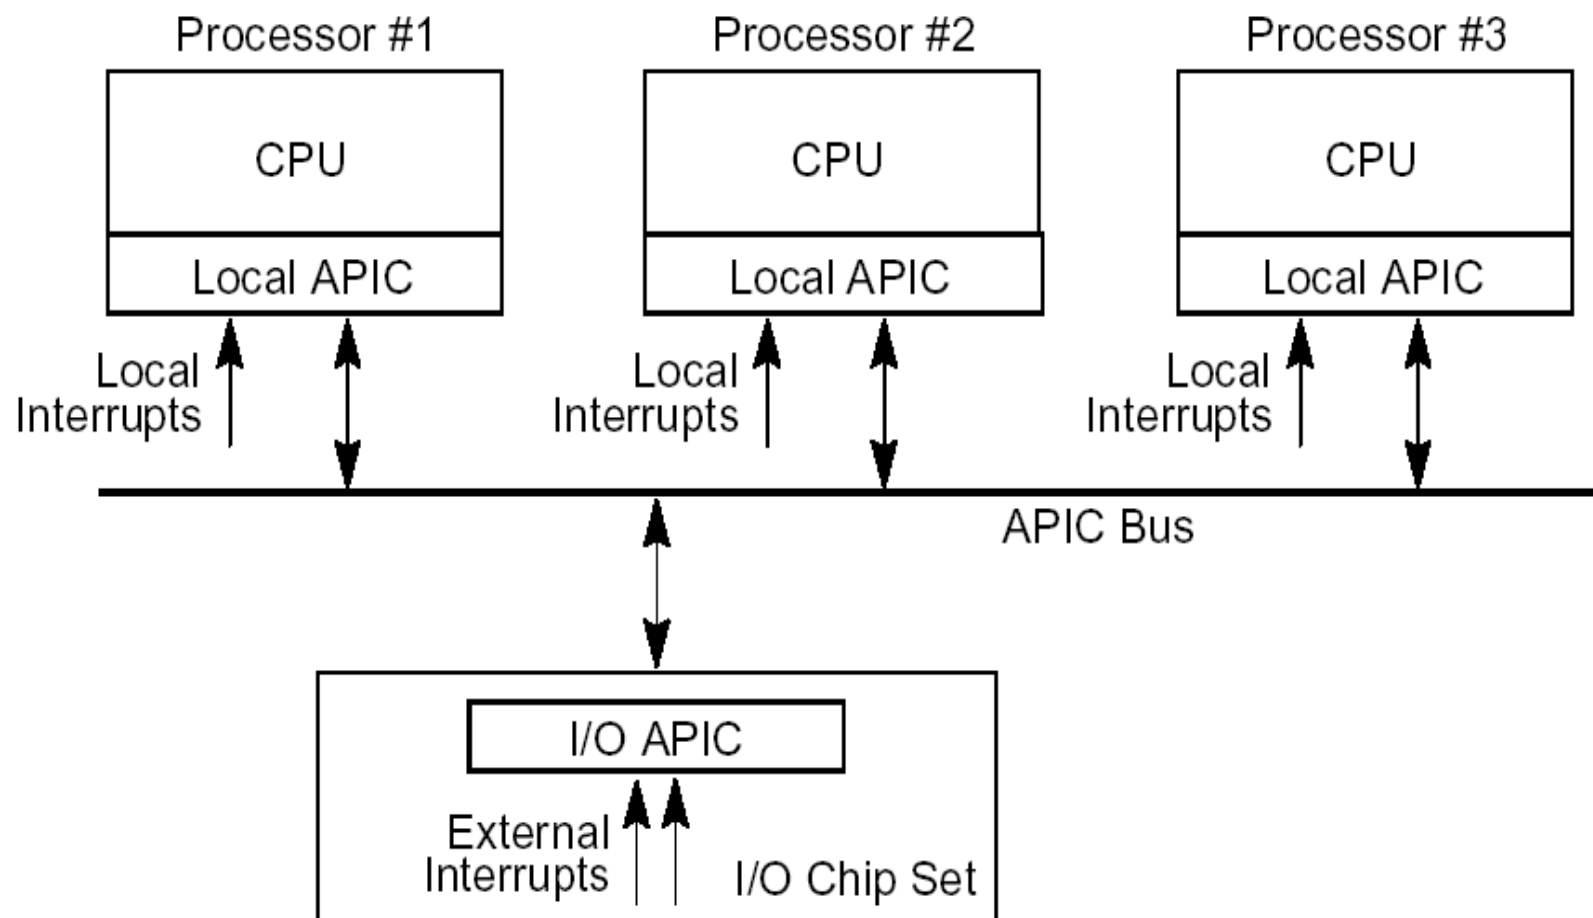 Processor #1
Processor #2
Processor #3
CPU
CPU
CPU
Local APIC
Local APIC
Local APIC
Local
Interrupts
Local
Interrupts
Local
Interrupts
APIC Bus
I/O APIC
External
Interrupts
I/O Chip Set